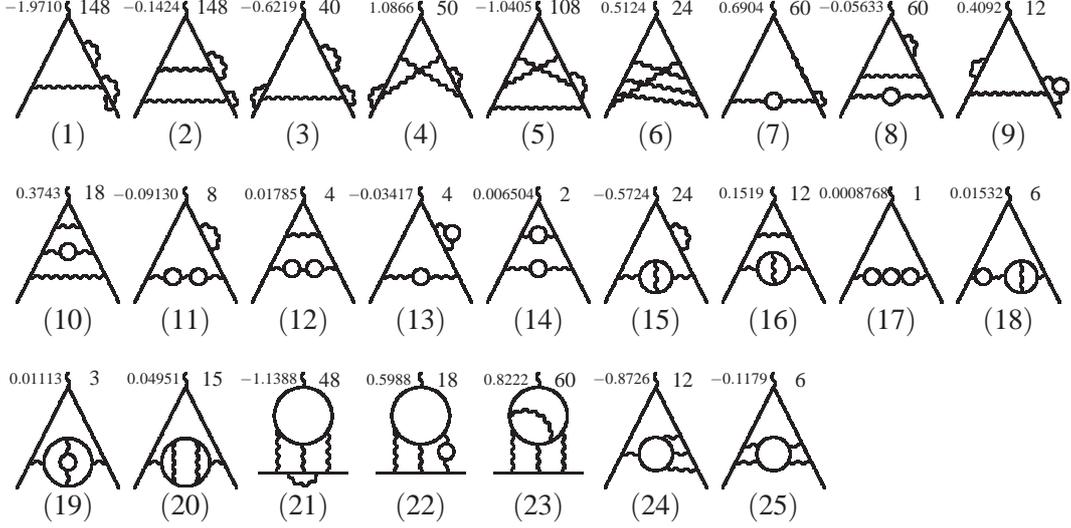 −1.9710 148 −0.1424 148 −0.6219 40 1.0866 50 −1.0405 108 0.5124 24 0.6904 60 −0.05633 60 0.4092 12
(1) (2) (3) (4) (5) (6) (7) (8) (9)
0.3743 18 −0.09130 8 0.01785 4 −0.03417 4 0.006504 2 −0.5724 24 0.1519 12 0.0008768 1 0.01532 6
(10) (11) (12) (13) (14) (15) (16) (17) (18)
0.01113 3 0.04951 15 −1.1388 48 0.5988 18 0.8222 60 −0.8726 12 −0.1179 6
(19) (20) (21) (22) (23) (24) (25)